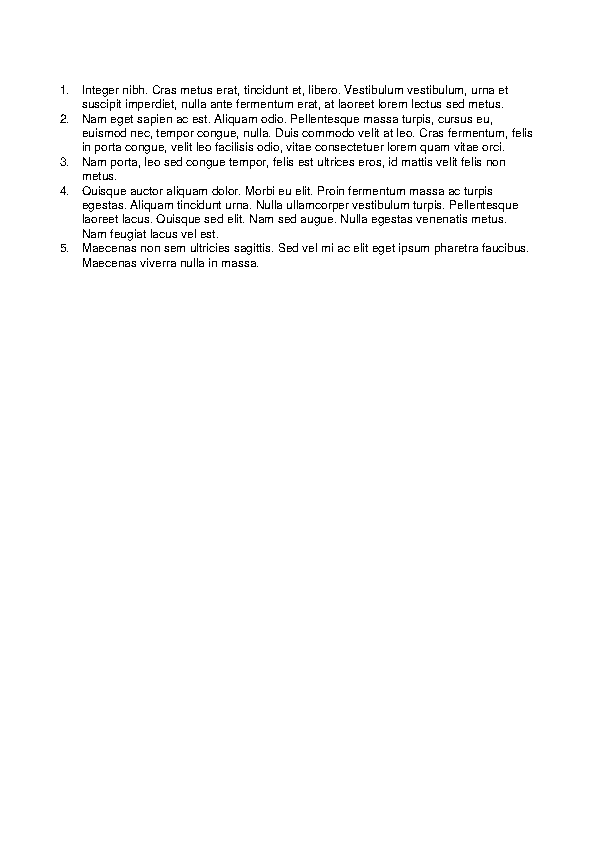 1. Integer nibh. Cras metus erat, tincidunt et, libero. Vestibulum vestibulum, urna et
suscipit imperdiet, nulla ante fermentum erat, at laoreet lorem lectus sed metus.
2. Nam eget sapien ac est. Aliquam odio. Pellentesque massa turpis, cursus eu,
euismod nec, tempor congue, nulla. Duis commodo velit at leo. Cras fermentum, felis
in porta congue, velit leo facilisis odio, vitae consectetuer lorem quam vitae orci.
3. Nam porta, leo sed congue tempor, felis est ultrices eros, id mattis velit felis non
metus.
4. Quisque auctor aliquam dolor. Morbi eu elit. Proin fermentum massa ac turpis
egestas. Aliquam tincidunt urna. Nulla ullamcorper vestibulum turpis. Pellentesque
laoreet lacus. Quisque sed elit. Nam sed augue. Nulla egestas venenatis metus.
Nam feugiat lacus vel est.
5. Maecenas non sem ultricies sagittis. Sed vel mi ac elit eget ipsum pharetra faucibus.
Maecenas viverra nulla in massa.